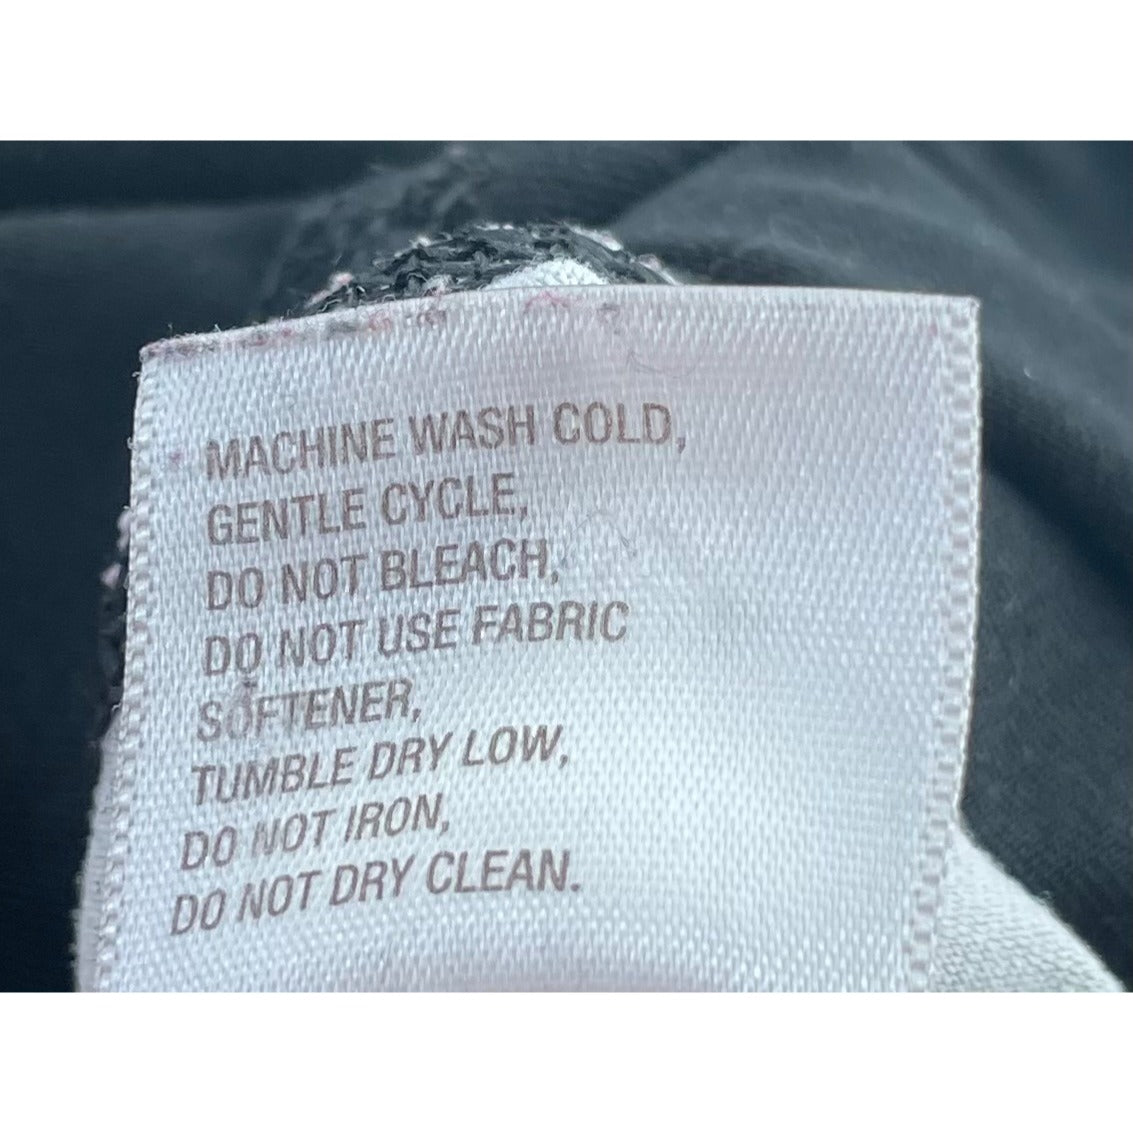 MACHINE WASH COLD,
GENTLE CYCLE,
DO NOT BLEACH,
DO NOT USE FABRIC
SOFTENER,
TUMBLE DRY LOW,
DO NOT IRON,
DO NOT DRY CLEAN.